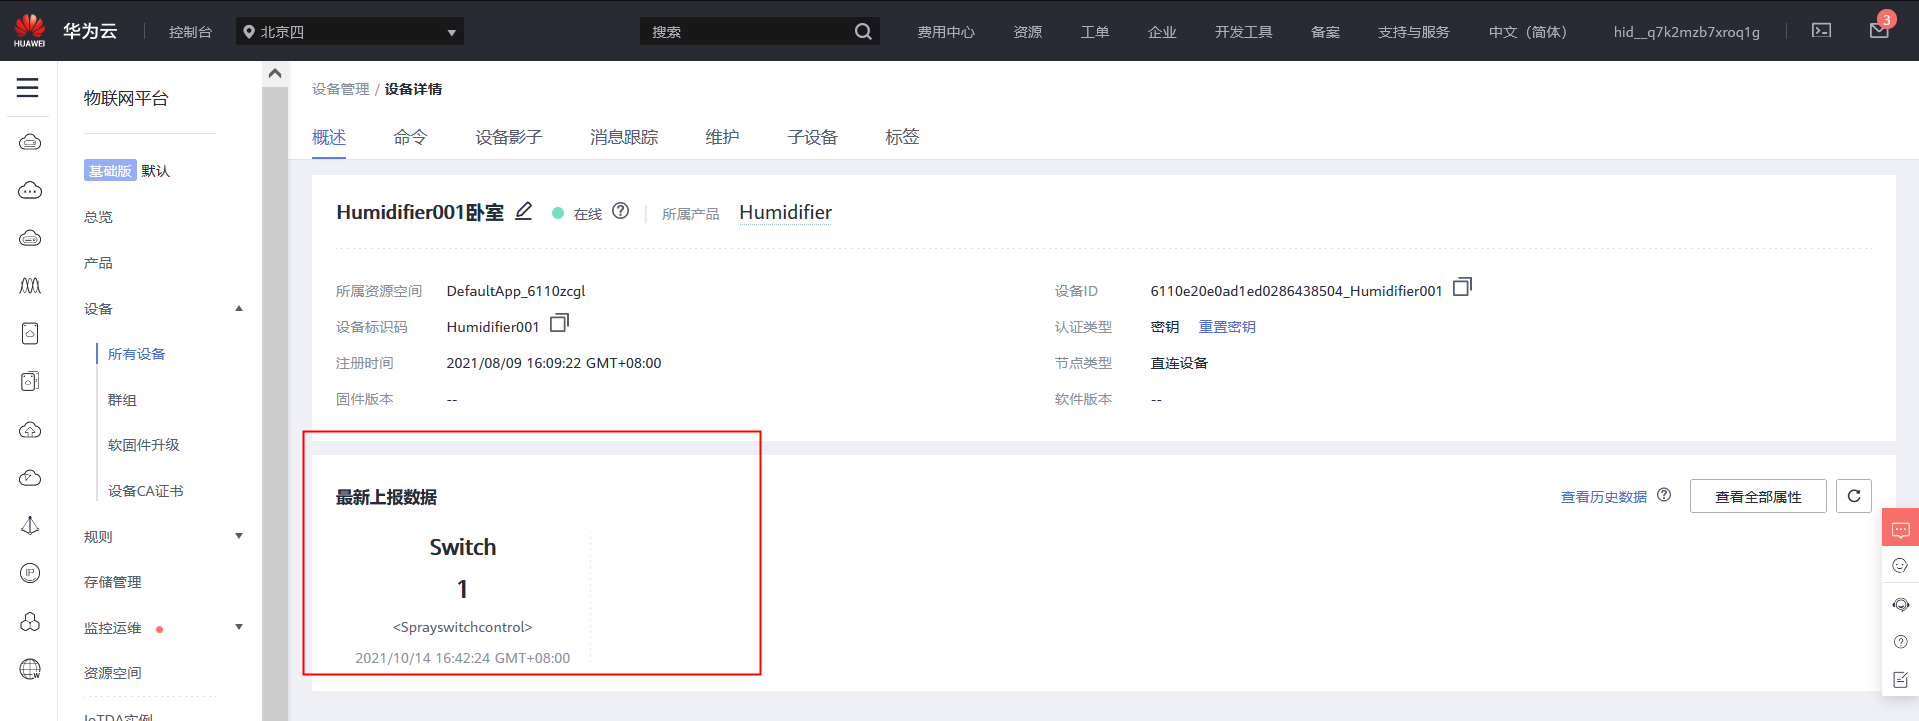 HUAWEI 华为云 控制台 北京四 搜索 费用中心 资源 工单 企业 开发工具 备案 支持与服务 中文（简体） hid__q7k2mzb7xroq1g 3
物联网平台
基础版 默认
总览
产品
设备
所有设备
群组
软固件升级
设备CA证书
规则
存储管理
监控运维
资源空间
IoTDA实例
IP
W
设备管理 / 设备详情
概述 命令 设备影子 消息跟踪 维护 子设备 标签
Humidifier001卧室 在线 所属产品 Humidifier
所属资源空间 DefaultApp_6110zcgl 设备ID 6110e20e0ad1ed0286438504_Humidifier001
设备标识码 Humidifier001 认证类型 密钥 重置密钥
注册时间 2021/08/09 16:09:22 GMT+08:00 节点类型 直连设备
固件版本 -- 软件版本 --
最新上报数据 查看历史数据 查看全部属性
Switch
1
<Sprayswitchcontrol>
2021/10/14 16:42:24 GMT+08:00